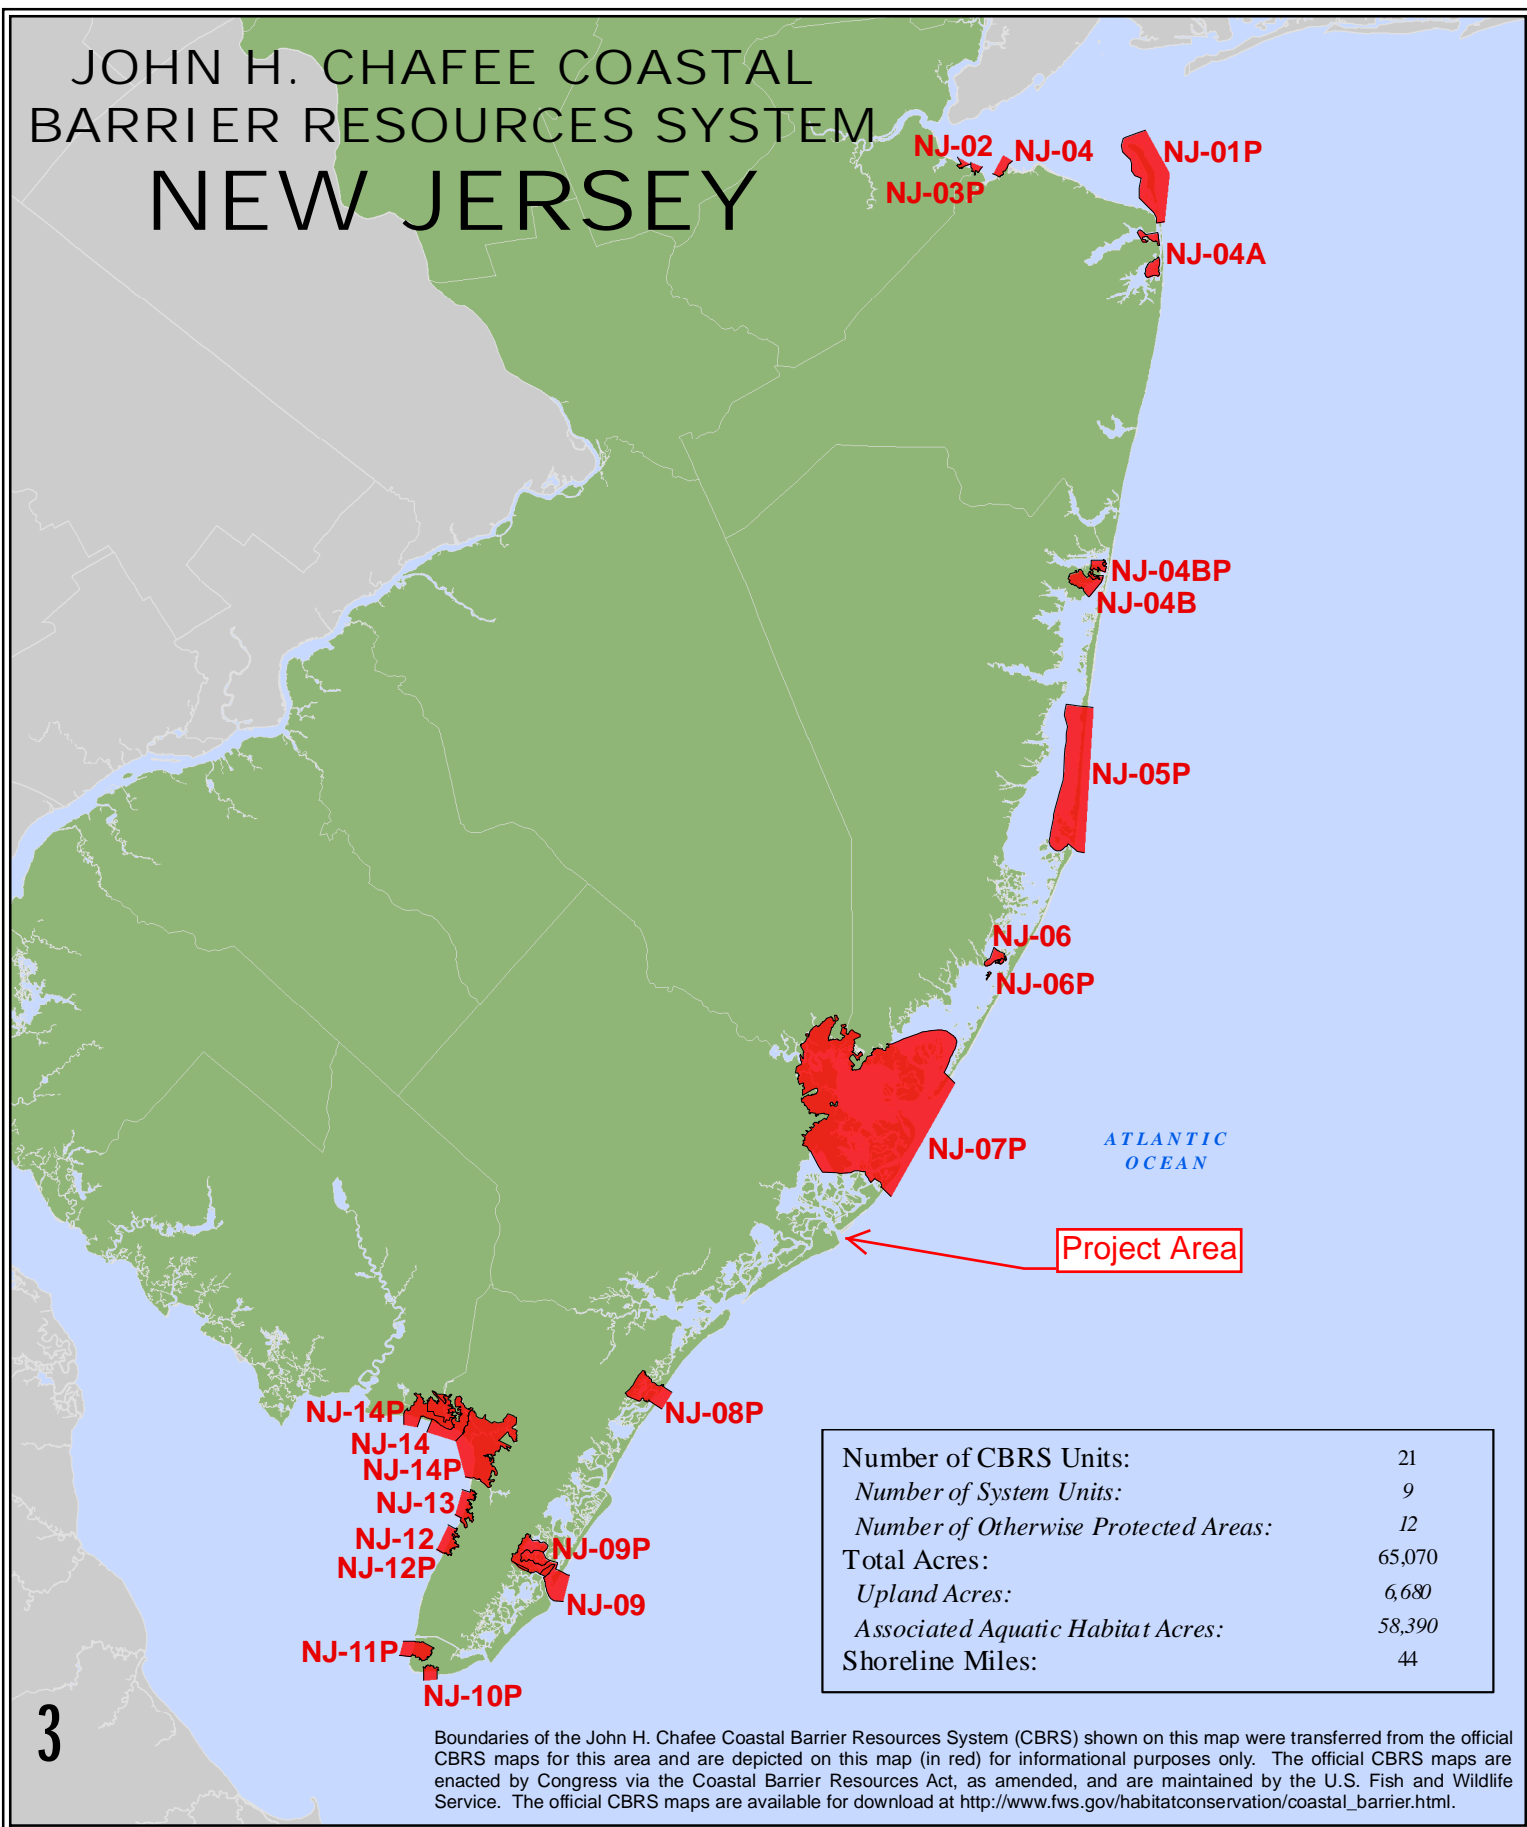 JOHN H. CHAFEE COASTAL
BARRIER RESOURCES SYSTEM
NEW JERSEY
NJ-02
NJ-04
NJ-01P
NJ-03P
NJ-04A
NJ-04BP
NJ-04B
NJ-05P
NJ-06
NJ-06P
NJ-07P
ATLANTIC
OCEAN
Project Area
NJ-08P
NJ-14P
NJ-14
NJ-14P
NJ-13
NJ-12
NJ-12P
NJ-09P
NJ-09
NJ-11P
NJ-10P
Number of CBRS Units: 21
Number of System Units: 9
Number of Otherwise Protected Areas: 12
Total Acres: 65,070
Upland Acres: 6,680
Associated Aquatic Habitat Acres: 58,390
Shoreline Miles: 44
3
Boundaries of the John H. Chafee Coastal Barrier Resources System (CBRS) shown on this map were transferred from the official
CBRS maps for this area and are depicted on this map (in red) for informational purposes only. The official CBRS maps are
enacted by Congress via the Coastal Barrier Resources Act, as amended, and are maintained by the U.S. Fish and Wildlife
Service. The official CBRS maps are available for download at http://www.fws.gov/habitatconservation/coastal_barrier.html.